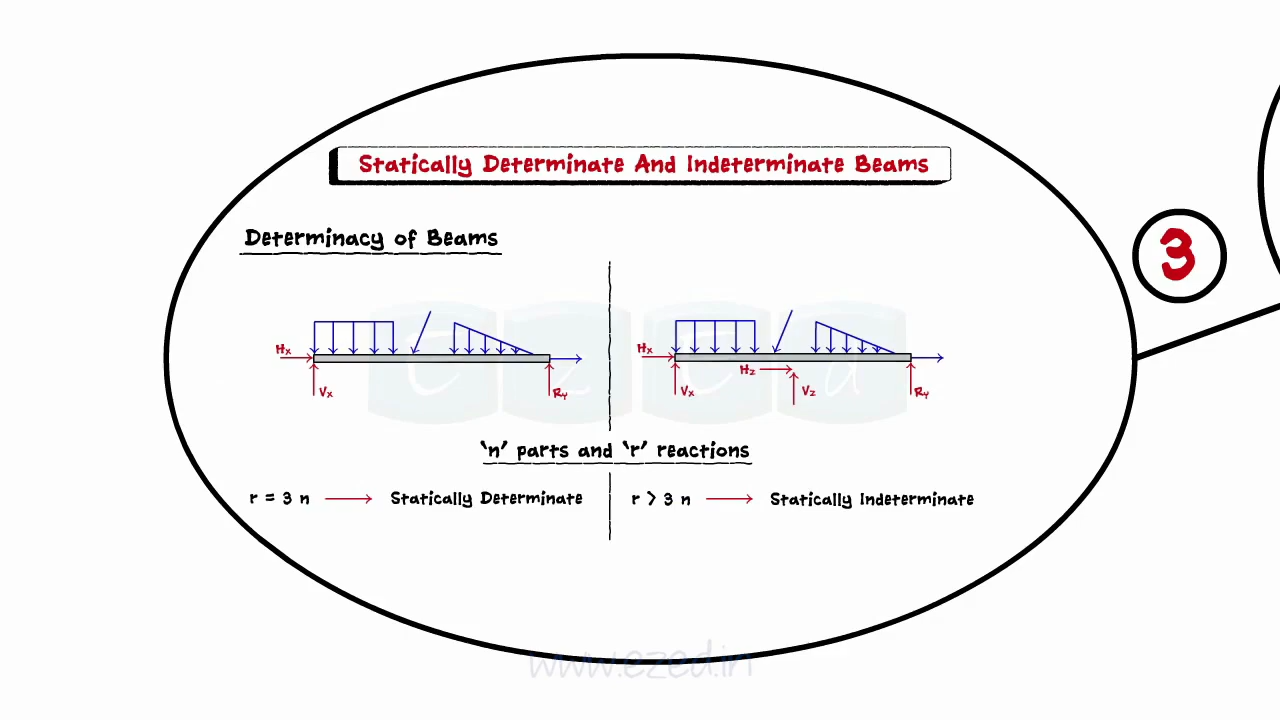 Statically Determinate And Indeterminate Beams
3
Determinacy of Beams
Hx
Vx
Ry
Hx
Hz
Vx
Vz
Ry
ezed
'n' parts and 'r' reactions
r = 3 n → Statically Determinate
r > 3 n → Statically Indeterminate
www.ezed.in